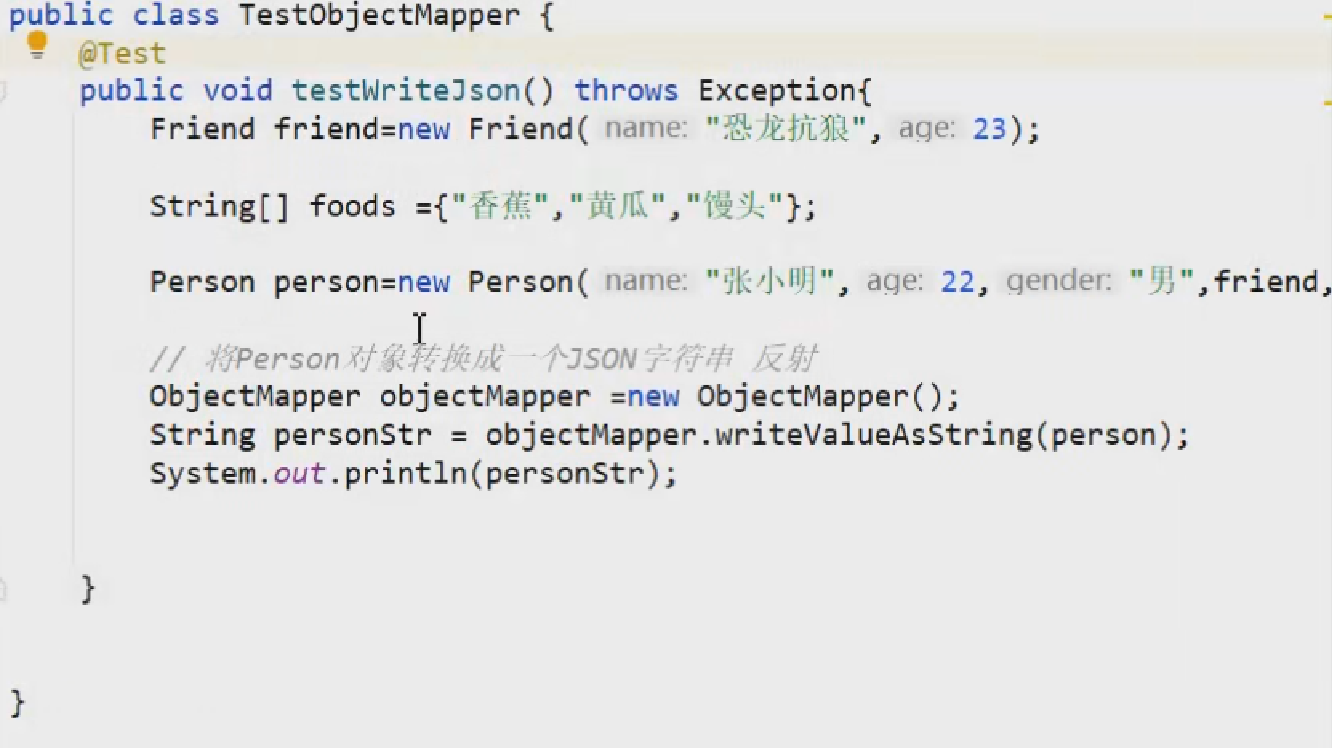 public class TestObjectMapper {
@Test
public void testWriteJson() throws Exception{
Friend friend=new Friend( name: "恐龙抗狼", age: 23);
String[] foods ={"香蕉","黄瓜","馒头"};
Person person=new Person( name: "张小明", age: 22, gender: "男",friend,
// 将Person对象转换成一个JSON字符串 反射
ObjectMapper objectMapper =new ObjectMapper();
String personStr = objectMapper.writeValueAsString(person);
System.out.println(personStr);
}
}